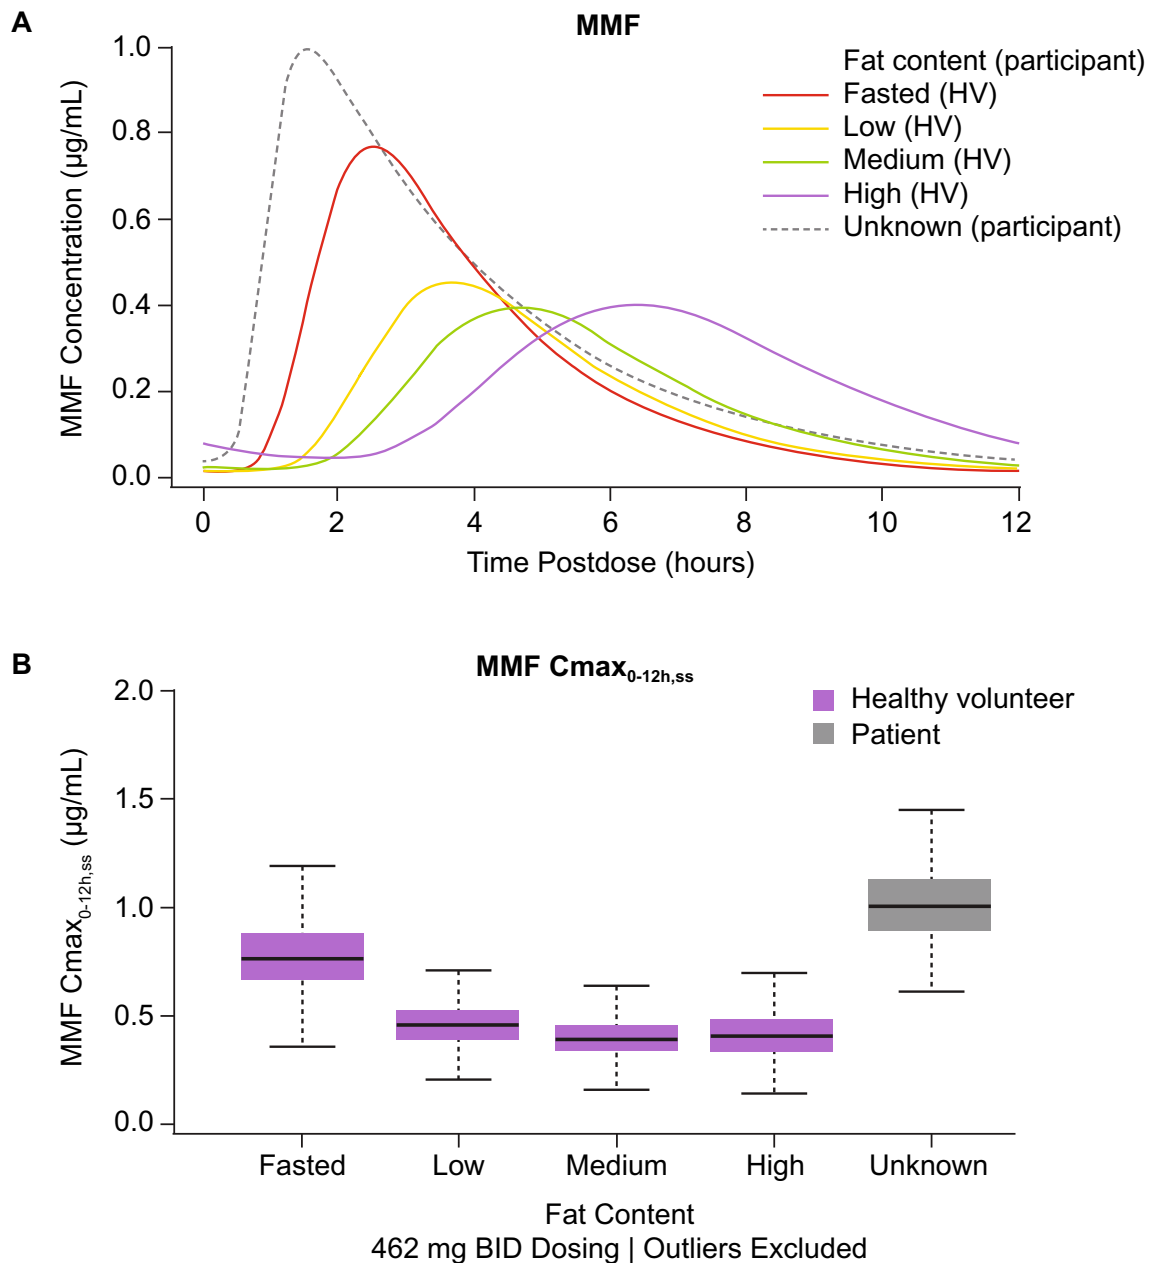 A
MMF
MMF Concentration (µg/mL)
1.0
0.8
0.6
0.4
0.2
0.0
0 2 4 6 8 10 12
Time Postdose (hours)
Fat content (participant)
Fasted (HV)
Low (HV)
Medium (HV)
High (HV)
Unknown (participant)
B
MMF Cmax0-12h,ss
MMF Cmax0-12h,ss (µg/mL)
2.0
1.5
1.0
0.5
0.0
Healthy volunteer
Patient
Fasted Low Medium High Unknown
Fat Content
462 mg BID Dosing | Outliers Excluded